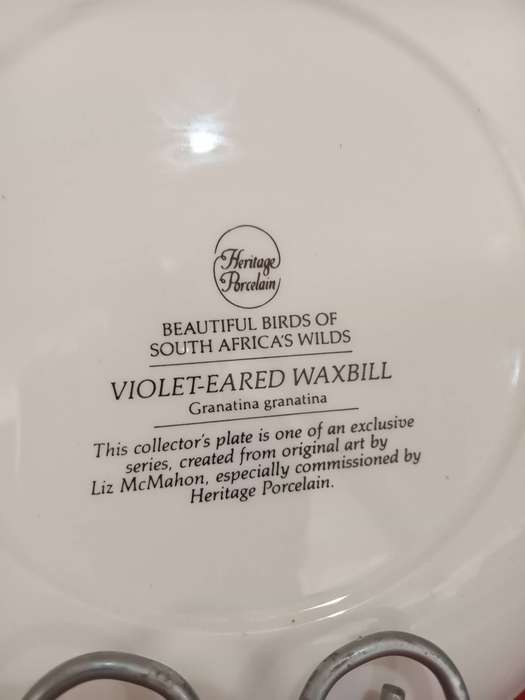 Heritage
Porcelain
BEAUTIFUL BIRDS OF
SOUTH AFRICA'S WILDS
VIOLET-EARED WAXBILL
Granatina granatina
This collector's plate is one of an exclusive
series, created from original art by
Liz McMahon, especially commissioned by
Heritage Porcelain.